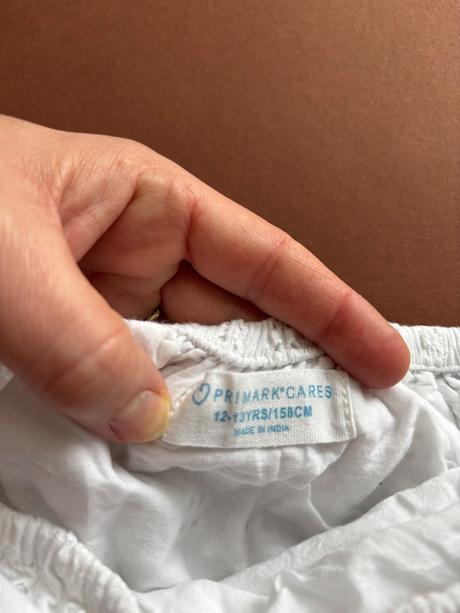 PRIMARK® CARES
12-13YRS/158CM
MADE IN INDIA